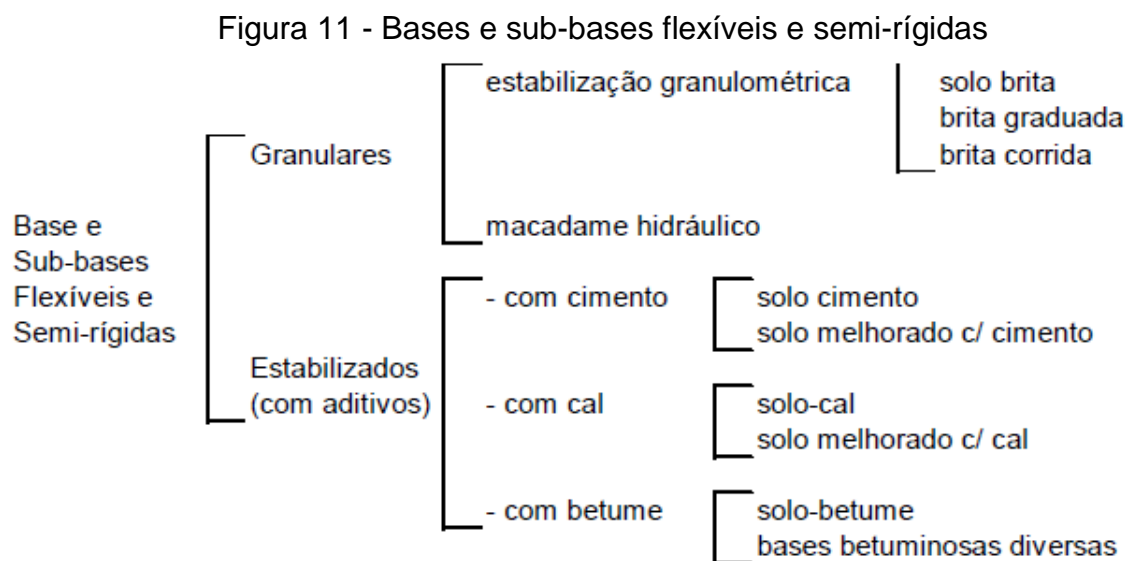 Figura 11 - Bases e sub-bases flexíveis e semi-rígidas
estabilização granulométrica
solo brita
brita graduada
brita corrida
Granulares
macadame hidráulico
Base e
Sub-bases
Flexíveis e
Semi-rígidas
- com cimento
solo cimento
solo melhorado c/ cimento
Estabilizados
(com aditivos)
- com cal
solo-cal
solo melhorado c/ cal
- com betume
solo-betume
bases betuminosas diversas